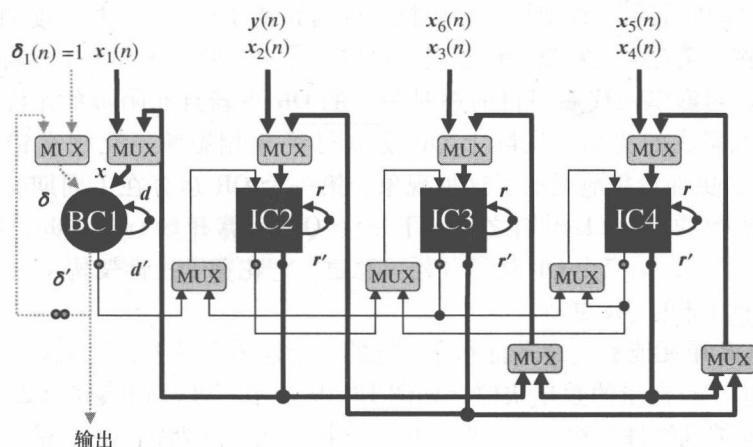 y(n) x₆(n) x₅(n)
δ₁(n) =1 x₁(n) x₂(n) x₃(n) x₄(n)
MUX MUX MUX MUX MUX
x
δ d r r r
BC1 IC2 IC3 IC4
δ′ d′ r′ r′ r′
MUX MUX MUX
MUX MUX
输出